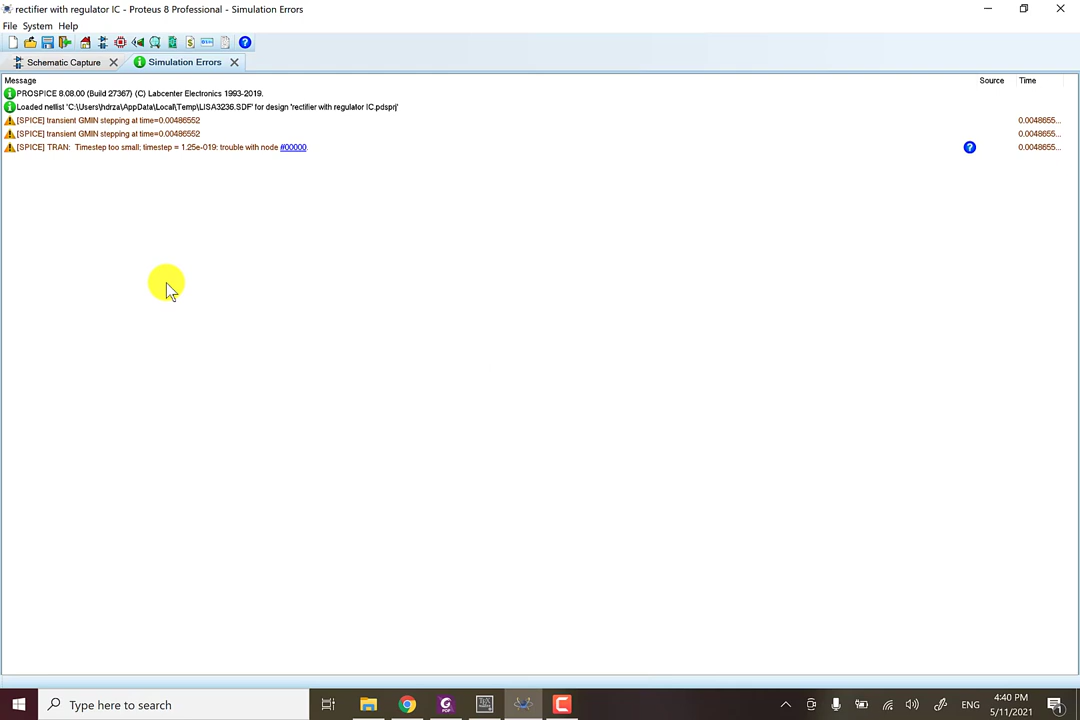 rectifier with regulator IC - Proteus 8 Professional - Simulation Errors
File System Help
Schematic Capture Simulation Errors
Message Source Time
PROSPICE 8.08.00 (Build 27367) (C) Labcenter Electronics 1993-2019.
Loaded netlist 'C:\Users\hdrza\AppData\Local\Temp\LISA3236.SDF' for design 'rectifier with regulator IC.pdsprj'
[SPICE] transient GMIN stepping at time=0.00486552 0.0048655...
[SPICE] transient GMIN stepping at time=0.00486552 0.0048655...
[SPICE] TRAN: Timestep too small; timestep = 1.25e-019: trouble with node #00000. 0.0048655...
Type here to search
ENG
4:40 PM
5/11/2021